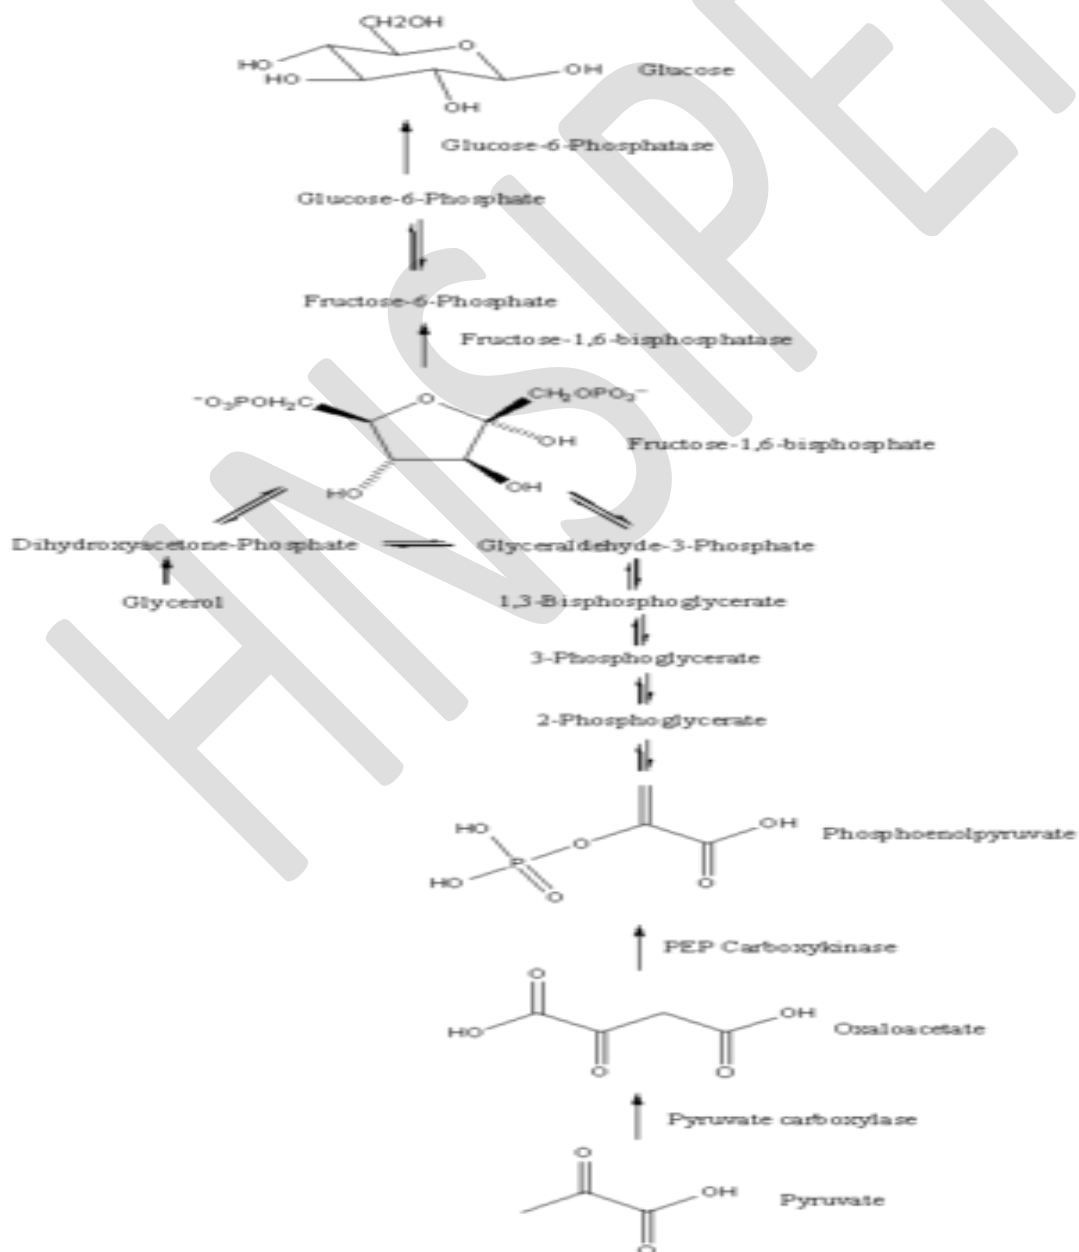 CH2OH
O
HO
HO
OH
Glucose
OH
Glucose-6-Phosphatase
Glucose-6-Phosphate
Fructose-6-Phosphate
Fructose-1,6-bisphosphatase
⁻O₃POH₂C
O
CH₂OPO₃⁻
OH
Fructose-1,6-bisphosphate
HO
OH
Dihydroxyacetone-Phosphate
Glyceraldehyde-3-Phosphate
Glycerol
1,3-Bisphosphoglycerate
3-Phosphoglycerate
2-Phosphoglycerate
HO
O
OH
Phosphoenolpyruvate
P
HO
O
O
PEP Carboxykinase
O
HO
OH
Oxaloacetate
O
O
Pyruvate carboxylase
O
OH
Pyruvate
O
HNSIPE